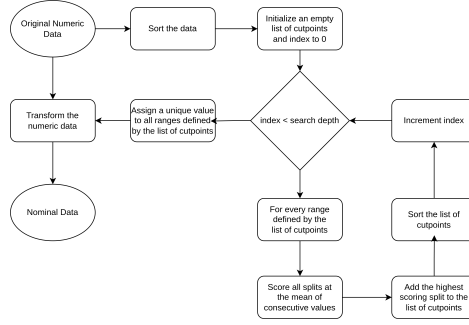 Original Numeric
Data
Sort the data
Initialize an empty
list of cutpoints
and index to 0
Transform the
numeric data
Assign a unique value
to all ranges defined
by the list of cutpoints
index < search depth
Increment index
Nominal Data
For every range
defined by the
list of cutpoints
Sort the list of
cutpoints
Score all splits at
the mean of
consecutive values
Add the highest
scoring split to the
list of cutpoints